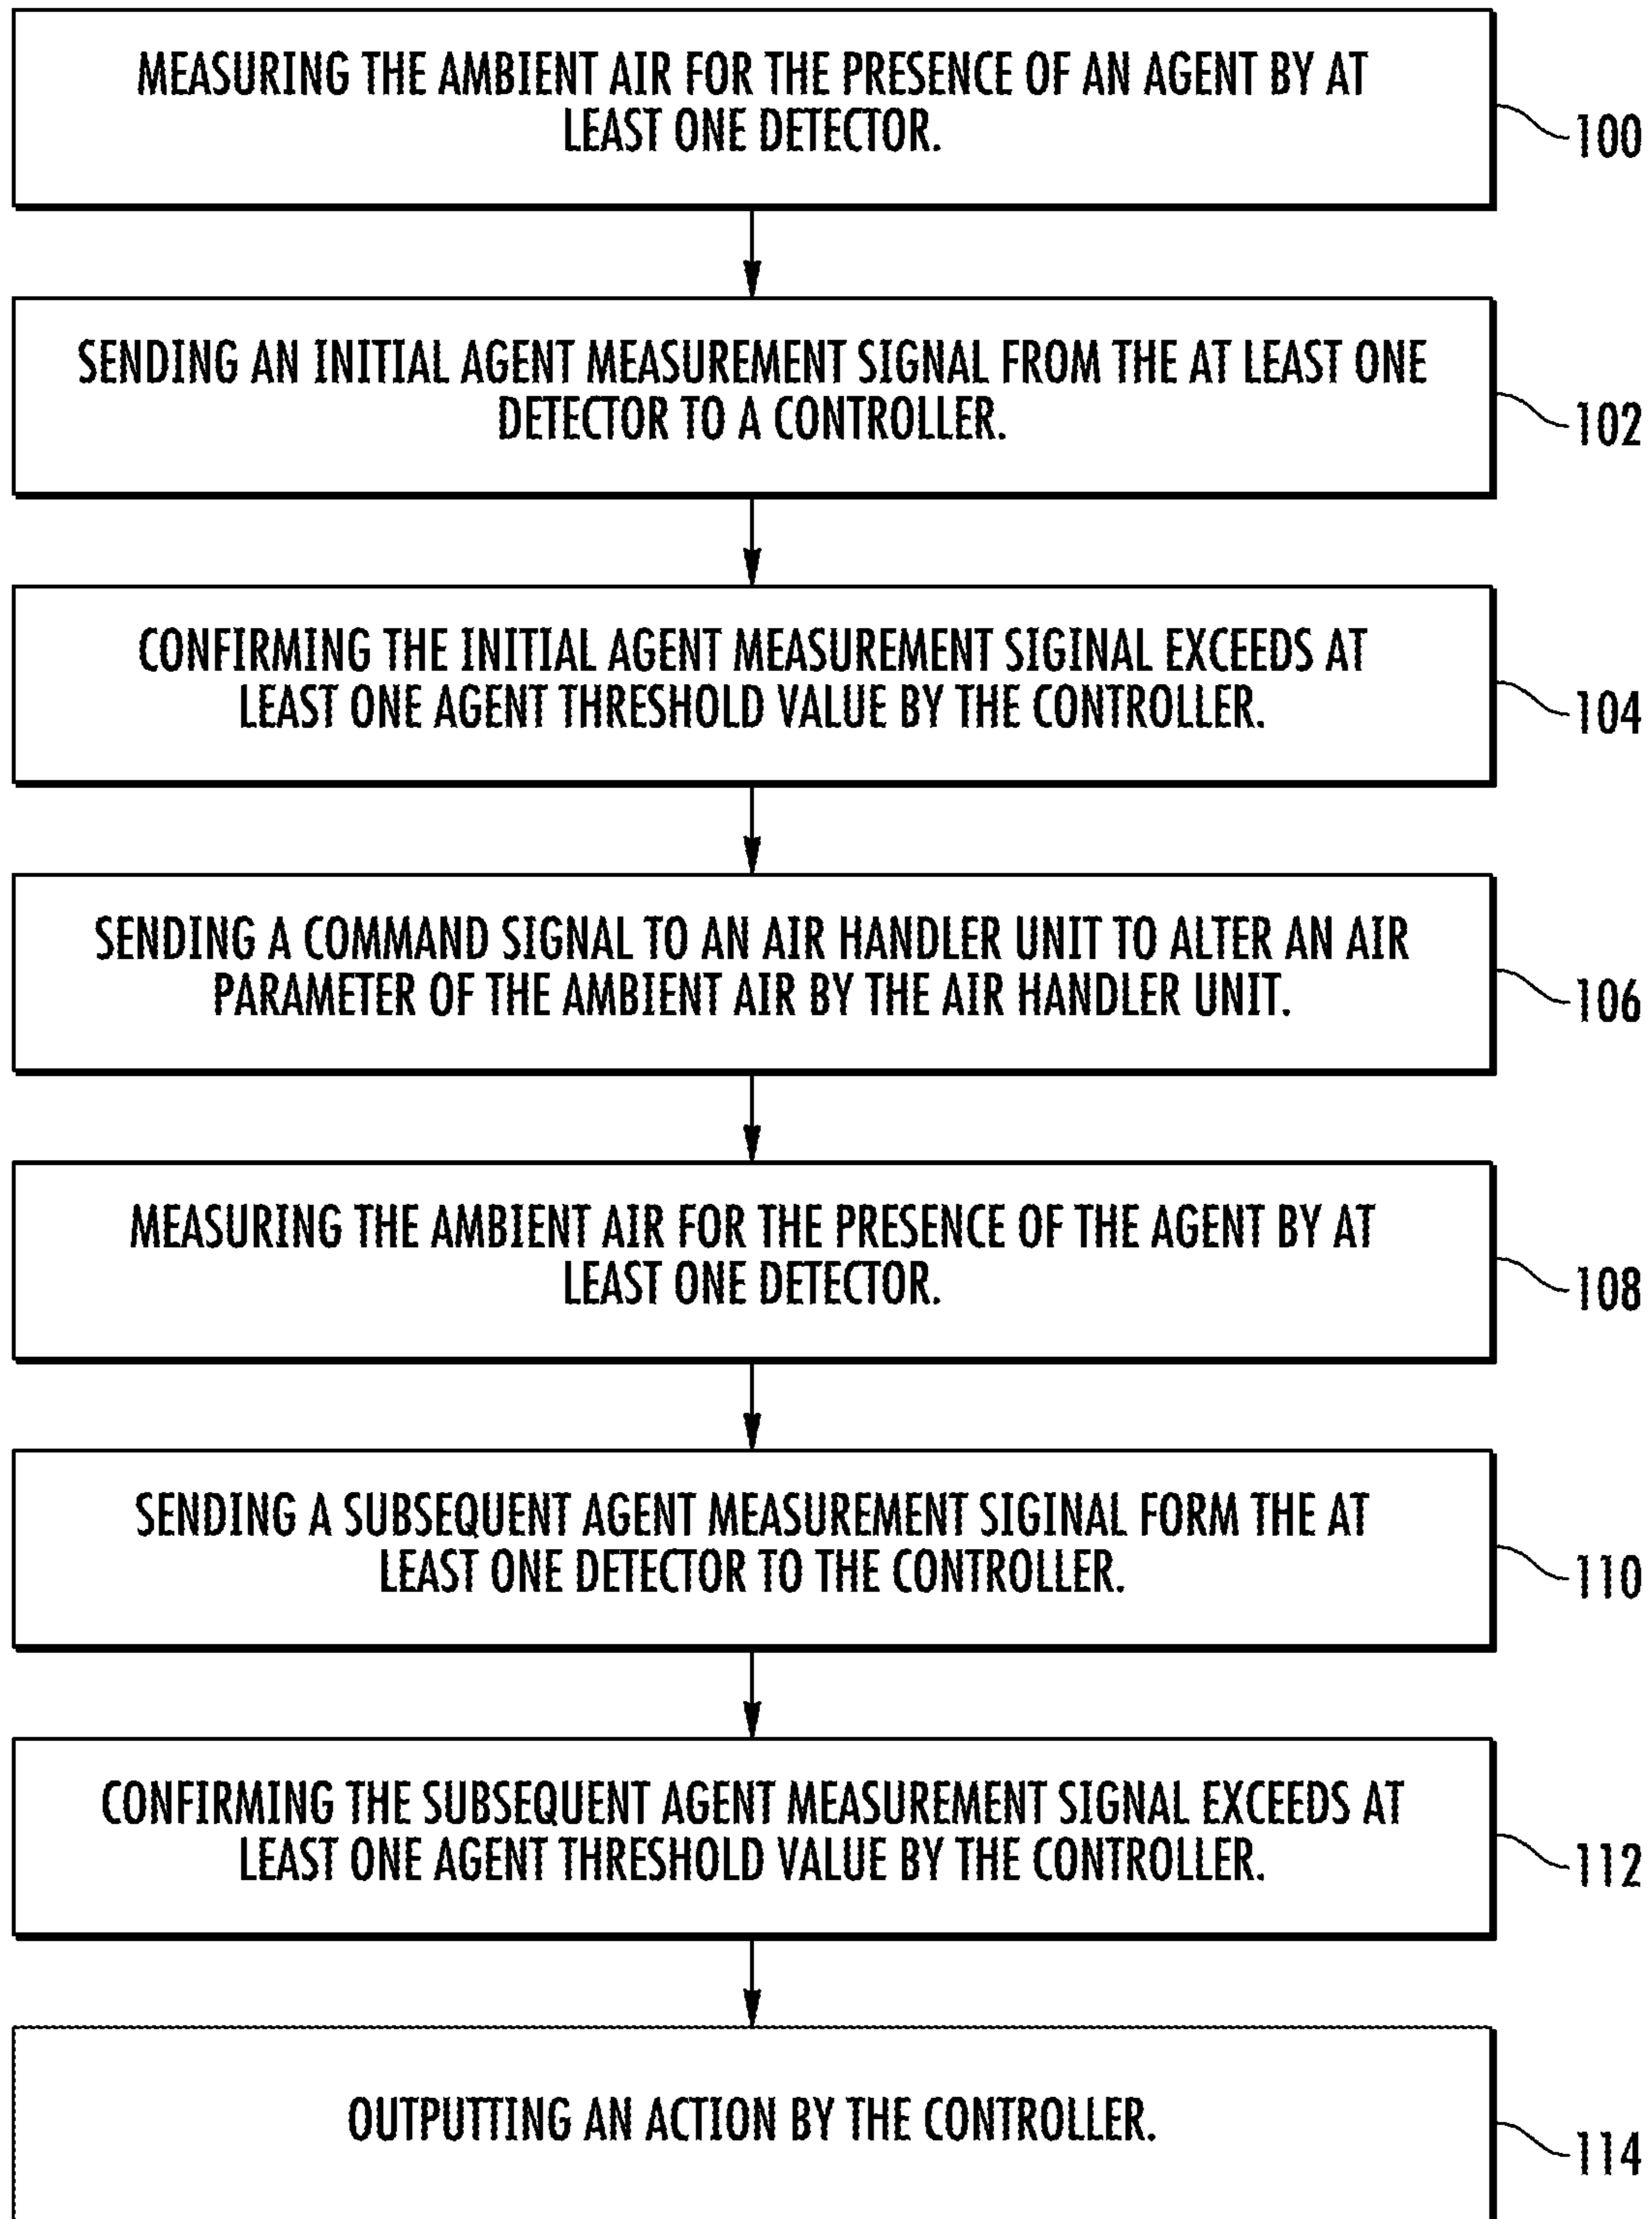 MEASURING THE AMBIENT AIR FOR THE PRESENCE OF AN AGENT BY AT
LEAST ONE DETECTOR.
100
SENDING AN INITIAL AGENT MEASUREMENT SIGNAL FROM THE AT LEAST ONE
DETECTOR TO A CONTROLLER.
102
CONFIRMING THE INITIAL AGENT MEASUREMENT SIGINAL EXCEEDS AT
LEAST ONE AGENT THRESHOLD VALUE BY THE CONTROLLER.
104
SENDING A COMMAND SIGNAL TO AN AIR HANDLER UNIT TO ALTER AN AIR
PARAMETER OF THE AMBIENT AIR BY THE AIR HANDLER UNIT.
106
MEASURING THE AMBIENT AIR FOR THE PRESENCE OF THE AGENT BY AT
LEAST ONE DETECTOR.
108
SENDING A SUBSEQUENT AGENT MEASUREMENT SIGINAL FORM THE AT
LEAST ONE DETECTOR TO THE CONTROLLER.
110
CONFIRMING THE SUBSEQUENT AGENT MEASUREMENT SIGNAL EXCEEDS AT
LEAST ONE AGENT THRESHOLD VALUE BY THE CONTROLLER.
112
OUTPUTTING AN ACTION BY THE CONTROLLER.
114